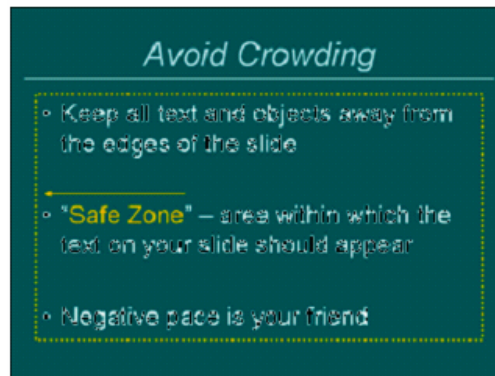 Avoid Crowding
• Keep all text and objects away from
the edges of the slide
• "Safe Zone" – area within which the
text on your slide should appear
• Negative pace is your friend